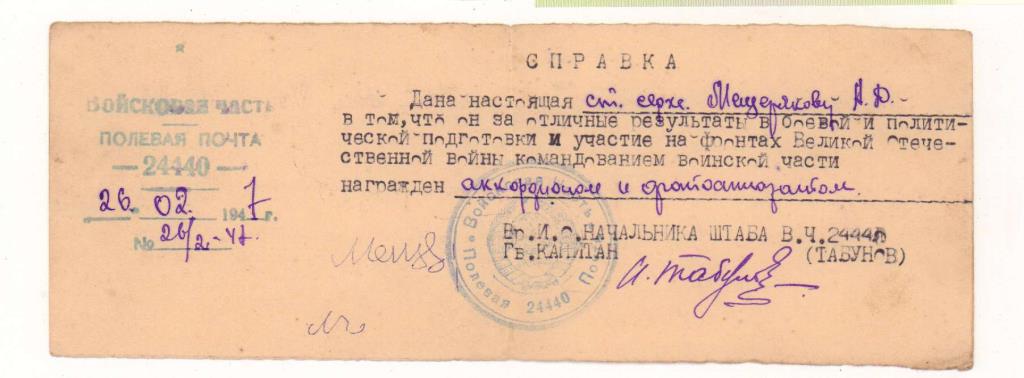 СПРАВКА
Войсковая часть
ПОЛЕВАЯ ПОЧТА
— 24440 —
26. 02. 1947 г.
№ 26/2-47.
Дана настоящая ст. серж. Мещерякову А.Д.
в том, что он за отличные результаты в боевой и полити-
ческой подготовки и участие на фронтах Великой Отече-
ственной войны командованием воинской части
награжден аккордионом и фотоаппаратом.
Вр.И.О.НАЧАЛЬНИКА ШТАБА В.Ч.24440
Гв.КАПИТАН (ТАБУНОВ)
Войсковая часть
Полевая 24440